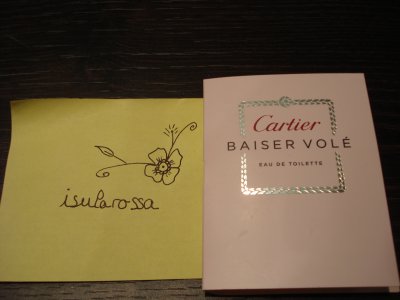 isularossa
Cartier
BAISER VOLÉ
EAU DE TOILETTE